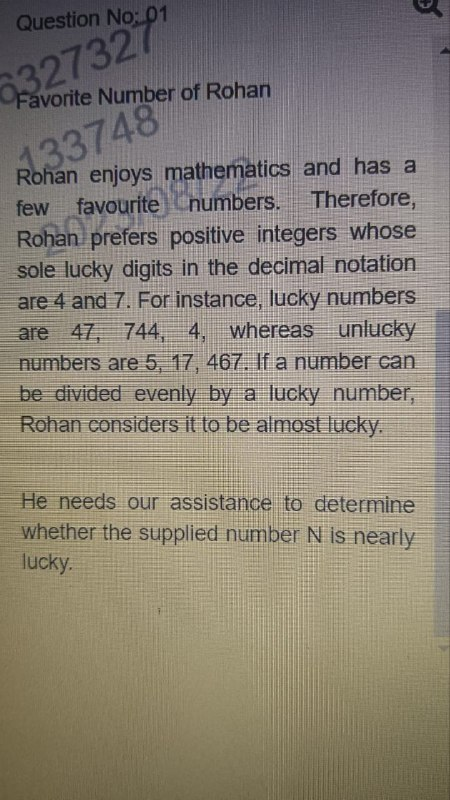 Question No: 01
6327327
Favorite Number of Rohan
133748
Rohan enjoys mathematics and has a
few favourite numbers. Therefore,
Rohan prefers positive integers whose
sole lucky digits in the decimal notation
are 4 and 7. For instance, lucky numbers
are 47, 744, 4, whereas unlucky
numbers are 5, 17, 467. If a number can
be divided evenly by a lucky number,
Rohan considers it to be almost lucky.
He needs our assistance to determine
whether the supplied number N is nearly
lucky.